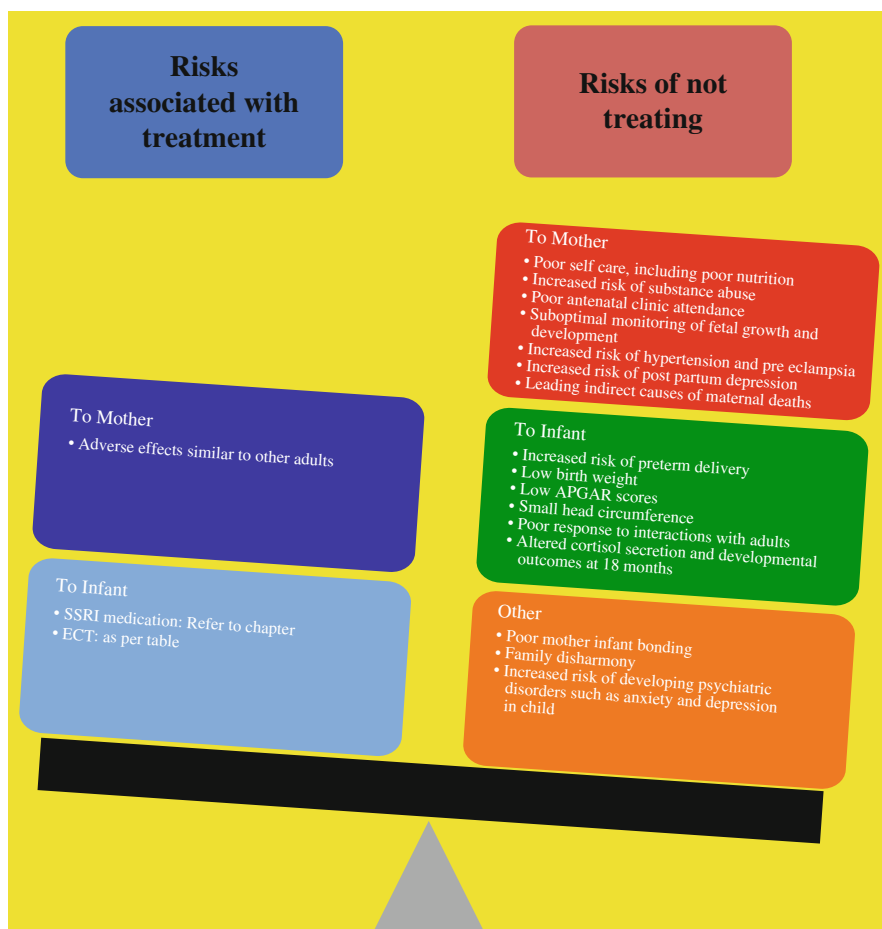 Risks
associated with
treatment
Risks of not
treating
To Mother
• Adverse effects similar to other adults
To Infant
• SSRI medication: Refer to chapter
• ECT: as per table
To Mother
• Poor self care, including poor nutrition
• Increased risk of substance abuse
• Poor antenatal clinic attendance
• Suboptimal monitoring of fetal growth and
development
• Increased risk of hypertension and pre eclampsia
• Increased risk of post partum depression
• Leading indirect causes of maternal deaths
To Infant
• Increased risk of preterm delivery
• Low birth weight
• Low APGAR scores
• Small head circumference
• Poor response to interactions with adults
• Altered cortisol secretion and developmental
outcomes at 18 months
Other
• Poor mother infant bonding
• Family disharmony
• Increased risk of developing psychiatric
disorders such as anxiety and depression
in child